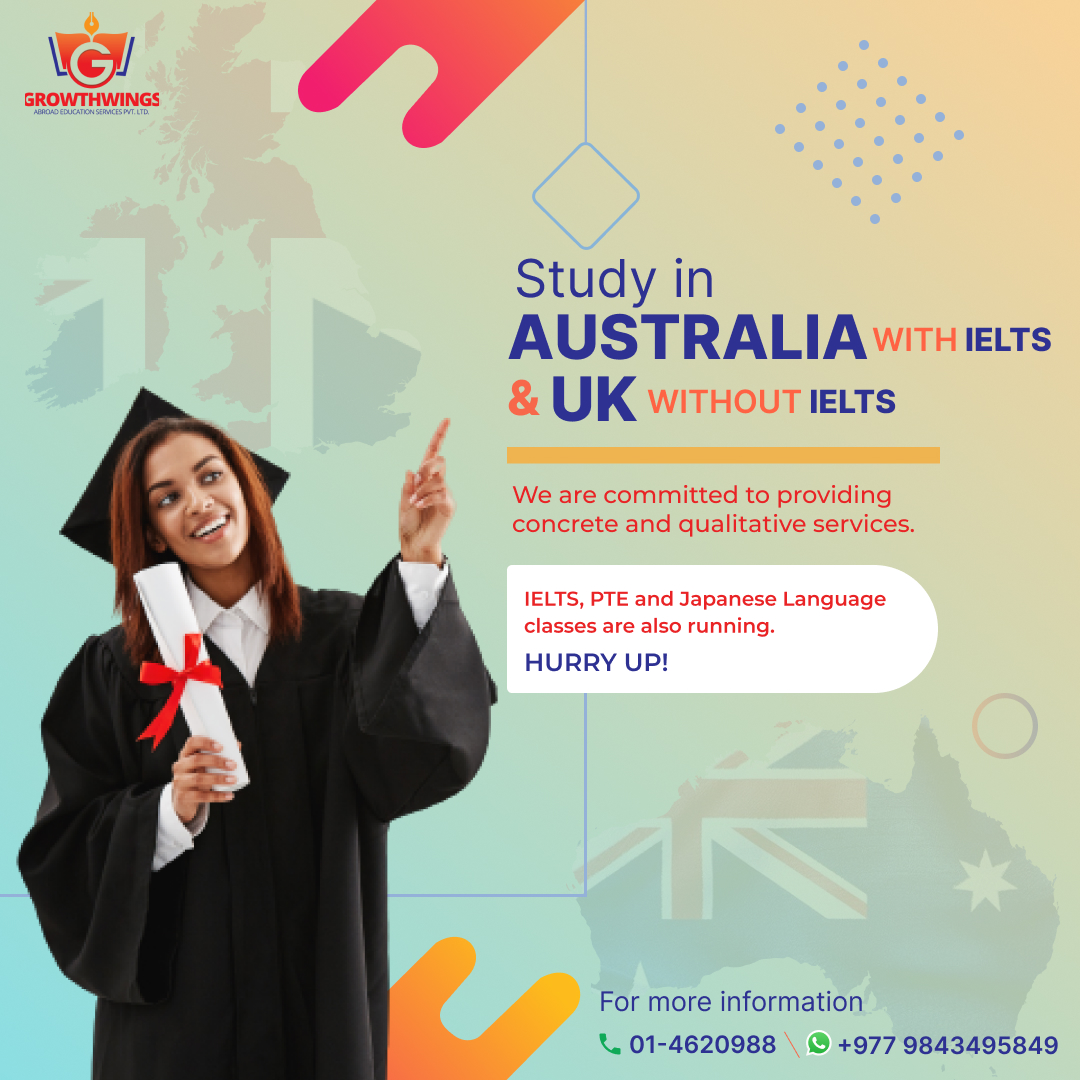 G
GROWTHWINGS
ABROAD EDUCATION SERVICES PVT. LTD.
Study in
AUSTRALIA WITH IELTS
& UK WITHOUT IELTS
We are committed to providing
concrete and qualitative services.
IELTS, PTE and Japanese Language
classes are also running.
HURRY UP!
For more information
01-4620988 \ +977 9843495849